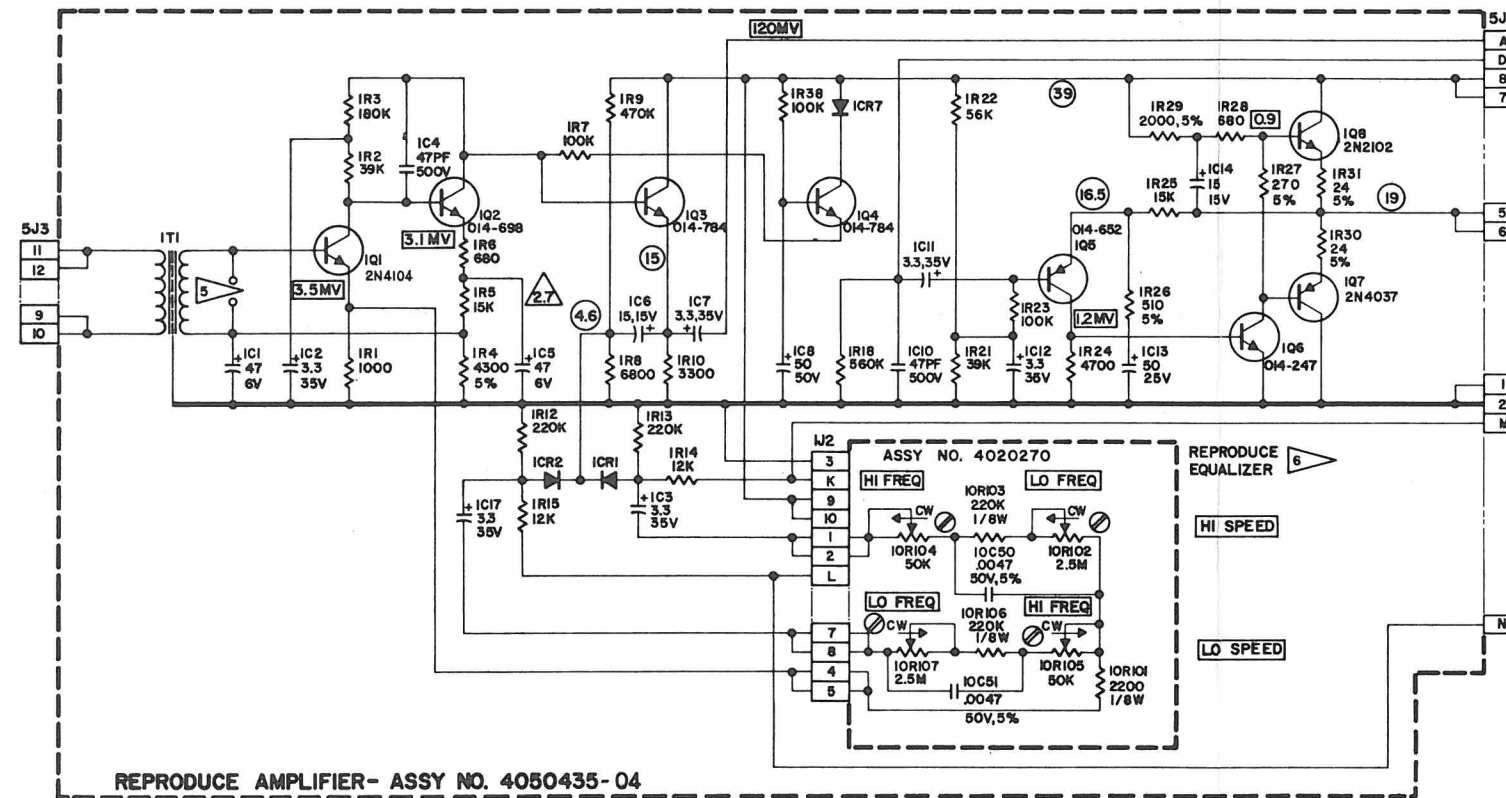 120MV
5J
A
D
8
7
1R3
180K
1R2
39K
1C4
47PF
500V
1R7
100K
1R9
470K
1R38
100K
1CR7
1R22
56K
39
1R29
2000,5%
1R28
680
0.9
1Q8
2N2102
1R27
270
5%
1R31
24
5%
1C14
15
15V
1R25
15K
16.5
19
5
6
1R30
24
5%
1Q7
2N4037
5J3
11
12
9
10
1T1
5
1Q1
2N4104
3.5MV
1Q2
014-698
3.1MV
1R6
680
1R5
15K
2.7
1Q3
014-784
15
1Q4
014-784
1C11
3.3,35V
014-652
1Q5
1R23
100K
1.2MV
1R26
510
5%
1Q6
014-247
4.6
1C6
15,15V
1C7
3.3,35V
1C1
47
6V
1C2
3.3
35V
1R1
1000
1R4
4300
5%
1C5
47
6V
1R8
6800
1R10
3300
1C8
50
50V
1R18
560K
1C10
47PF
500V
1R21
39K
1C12
3.3
35V
1R24
4700
1C13
50
25V
1
2
M
1R12
220K
1R13
220K
1R14
12K
1CR2
1CR1
1C17
3.3
35V
1R15
12K
1C3
3.3
35V
1J2
3
K
9
10
1
2
L
7
8
4
5
ASSY NO. 4020270
HI FREQ
LO FREQ
10R103
220K
1/8W
CW
CW
10R104
50K
10C50
.0047
50V,5%
10R102
2.5M
LO FREQ
HI FREQ
10R106
220K
1/8W
CW
CW
10R107
2.5M
10C51
.0047
50V,5%
10R105
50K
10R101
2200
1/8W
REPRODUCE
EQUALIZER
6
HI SPEED
LO SPEED
N
REPRODUCE AMPLIFIER- ASSY NO. 4050435-04